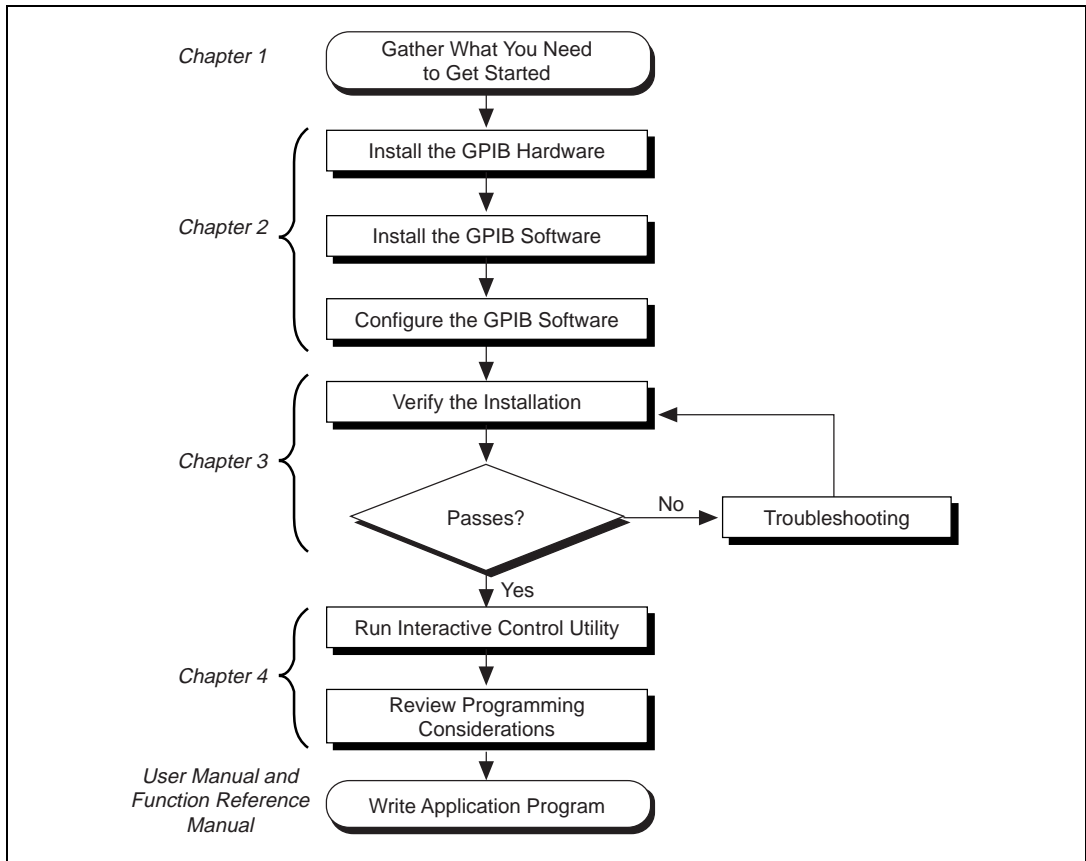 Chapter 1
Gather What You Need
to Get Started
Chapter 2
Install the GPIB Hardware
Install the GPIB Software
Configure the GPIB Software
Chapter 3
Verify the Installation
Passes?
No
Troubleshooting
Yes
Chapter 4
Run Interactive Control Utility
Review Programming
Considerations
User Manual and
Function Reference
Manual
Write Application Program